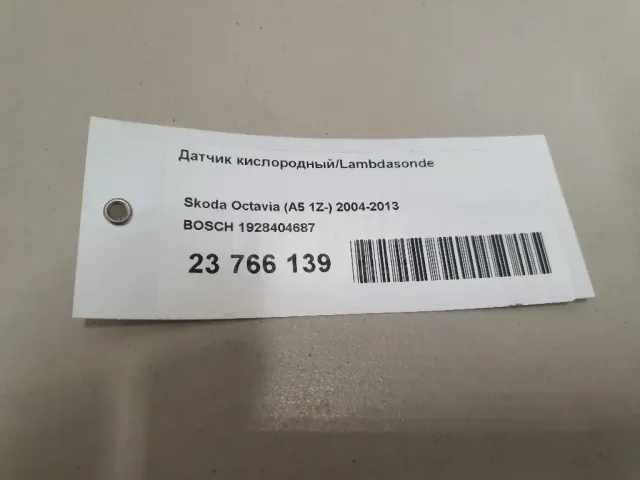 Датчик кислородный/Lambdasonde
Skoda Octavia (A5 1Z-) 2004-2013
BOSCH 1928404687
23 766 139